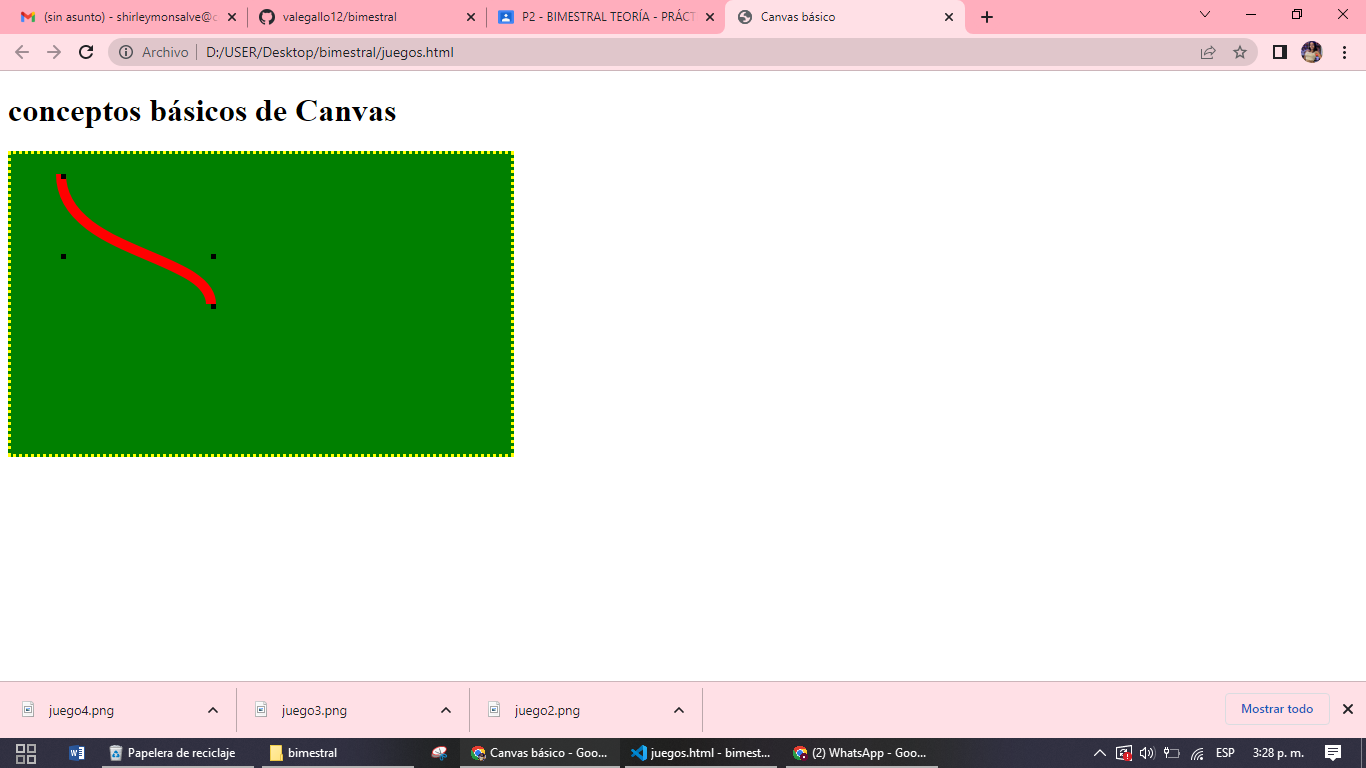 (sin asunto) - shirleymonsalve@c
valegallo12/bimestral
P2 - BIMESTRAL TEORÍA - PRÁCT
Canvas básico
Archivo
D:/USER/Desktop/bimestral/juegos.html
conceptos básicos de Canvas
juego4.png
juego3.png
juego2.png
Mostrar todo
Papelera de reciclaje
bimestral
Canvas básico - Goo...
juegos.html - bimest...
(2) WhatsApp - Goo...
ESP
3:28 p. m.